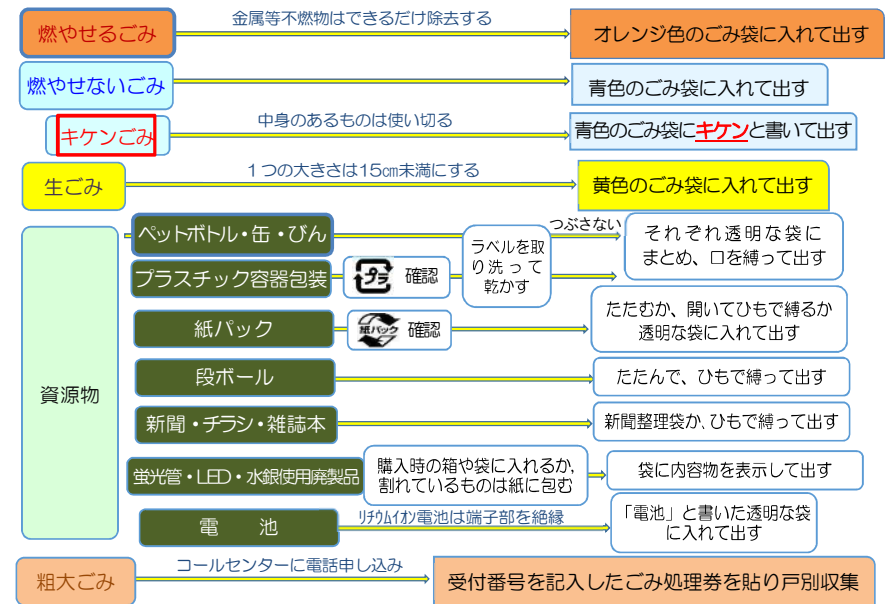 燃やせるごみ
金属等不燃物はできるだけ除去する
オレンジ色のごみ袋に入れて出す
燃やせないごみ
青色のごみ袋に入れて出す
キケンごみ
中身のあるものは使い切る
青色のごみ袋にキケンと書いて出す
生ごみ
1つの大きさは15㎝未満にする
黄色のごみ袋に入れて出す
資源物
ペットボトル・缶・びん
ラベルを取
り洗って
乾かす
つぶさない
それぞれ透明な袋に
まとめ、口を縛って出す
プラスチック容器包装
プラ
確認
紙パック
紙パック
確認
たたむか、開いてひもで縛るか
透明な袋に入れて出す
段ボール
たたんで、ひもで縛って出す
新聞・チラシ・雑誌本
新聞整理袋か、ひもで縛って出す
蛍光管・LED・水銀使用廃製品
購入時の箱や袋に入れるか,
割れているものは紙に包む
袋に内容物を表示して出す
電　池
リチウムイオン電池は端子部を絶縁
「電池」と書いた透明な袋
に入れて出す
粗大ごみ
コールセンターに電話申し込み
受付番号を記入したごみ処理券を貼り戸別収集